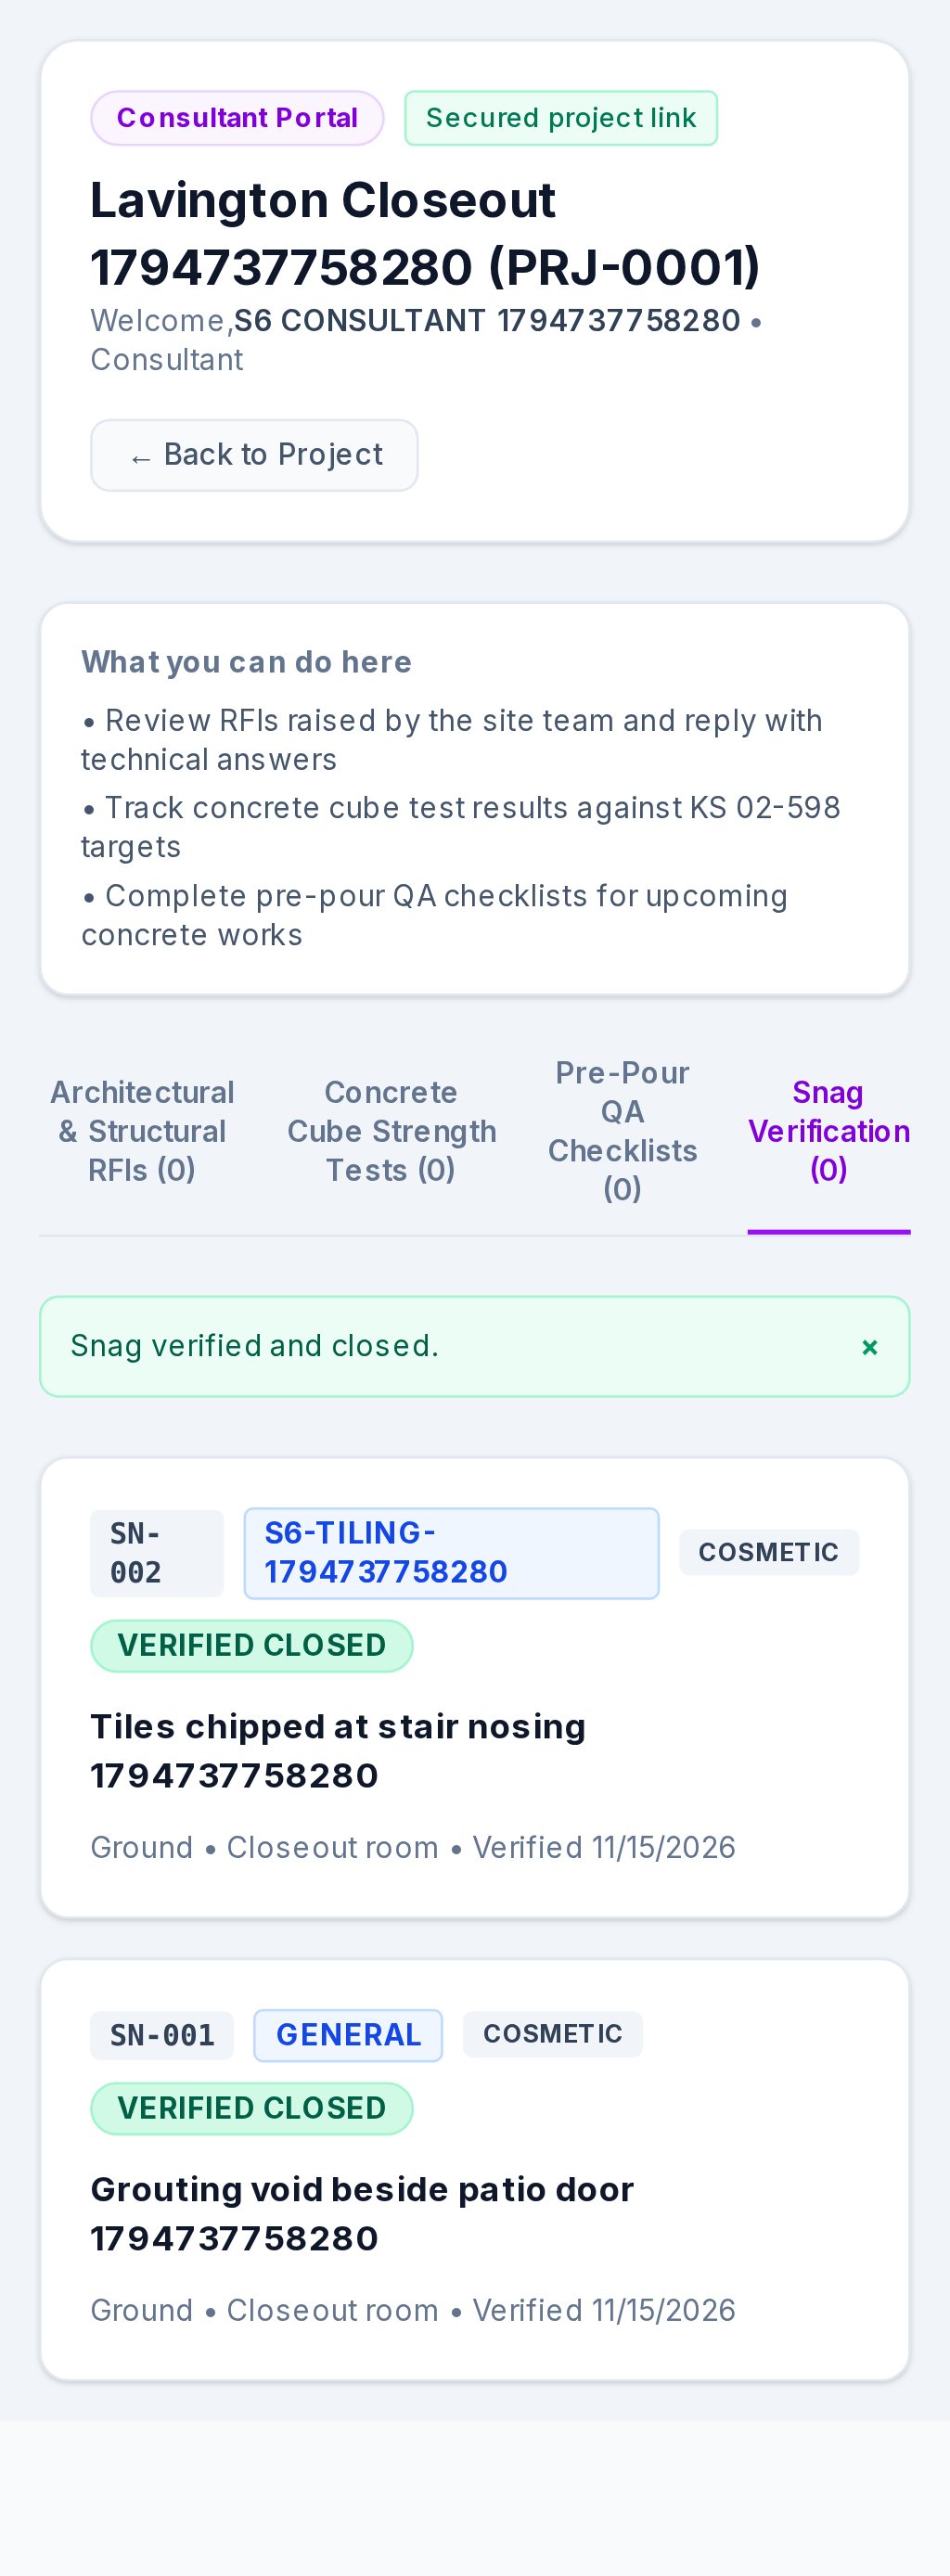 Consultant Portal
Secured project link
Lavington Closeout
1794737758280 (PRJ-0001)
Welcome,S6 CONSULTANT 1794737758280 •
Consultant
← Back to Project
What you can do here
• Review RFIs raised by the site team and reply with
technical answers
• Track concrete cube test results against KS 02-598
targets
• Complete pre-pour QA checklists for upcoming
concrete works
Architectural
& Structural
RFIs (0)
Concrete
Cube Strength
Tests (0)
Pre-Pour
QA
Checklists
(0)
Snag
Verification
(0)
Snag verified and closed.
×
SN-
002
S6-TILING-
1794737758280
COSMETIC
VERIFIED CLOSED
Tiles chipped at stair nosing
1794737758280
Ground • Closeout room • Verified 11/15/2026
SN-001
GENERAL
COSMETIC
VERIFIED CLOSED
Grouting void beside patio door
1794737758280
Ground • Closeout room • Verified 11/15/2026